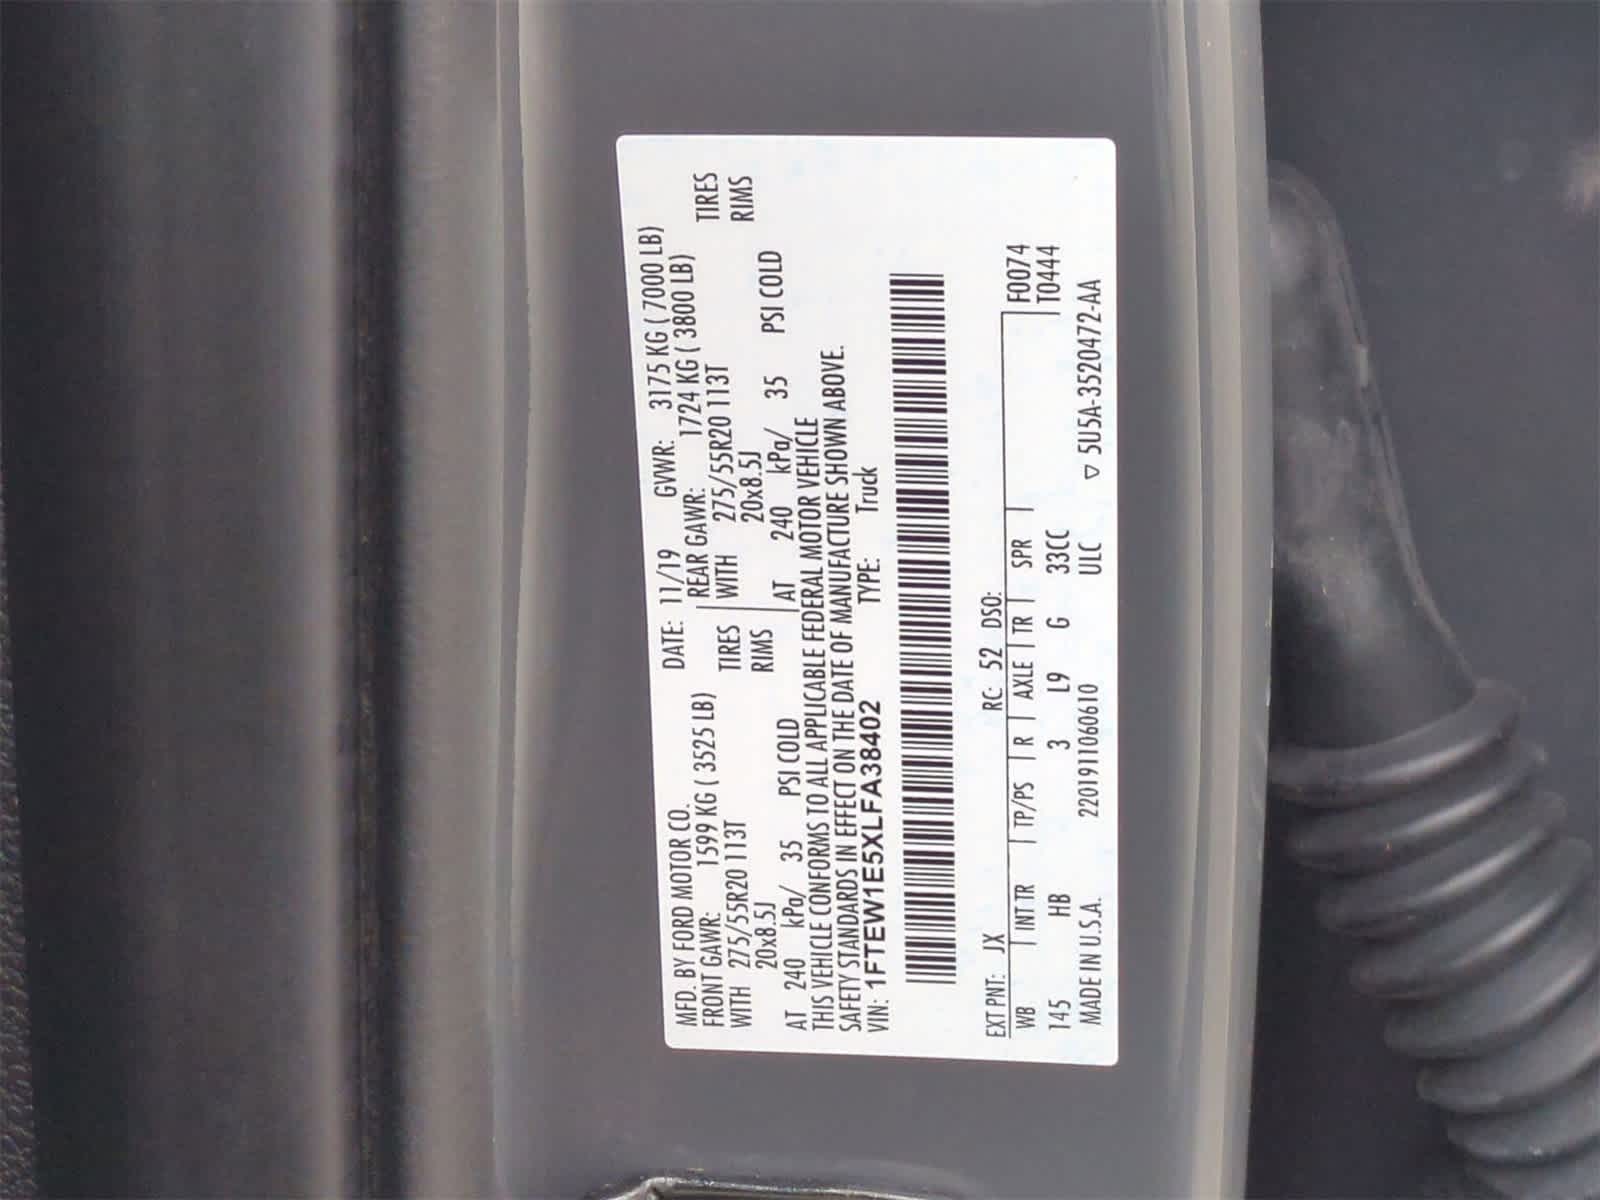 MFD. BY FORD MOTOR CO. DATE: 11/19 GVWR: 3175 KG ( 7000 LB)
FRONT GAWR: 1599 KG ( 3525 LB) REAR GAWR: 1724 KG ( 3800 LB)
WITH 275/55R20 113T TIRES WITH 275/55R20 113T TIRES
20x8.5J RIMS 20x8.5J RIMS
AT 240 kPa/ 35 PSI COLD AT 240 kPa/ 35 PSI COLD
THIS VEHICLE CONFORMS TO ALL APPLICABLE FEDERAL MOTOR VEHICLE
SAFETY STANDARDS IN EFFECT ON THE DATE OF MANUFACTURE SHOWN ABOVE.
VIN: 1FTEW1E5XLFA38402 TYPE: Truck
EXT PNT: JX RC: 52 DSO:
WB INT TR TP/PS R AXLE TR SPR F0074
145 HB 3 L9 G 33CC T0444
MADE IN U.S.A. 220191106061O ULC ▽ 5U5A-3520472-AA